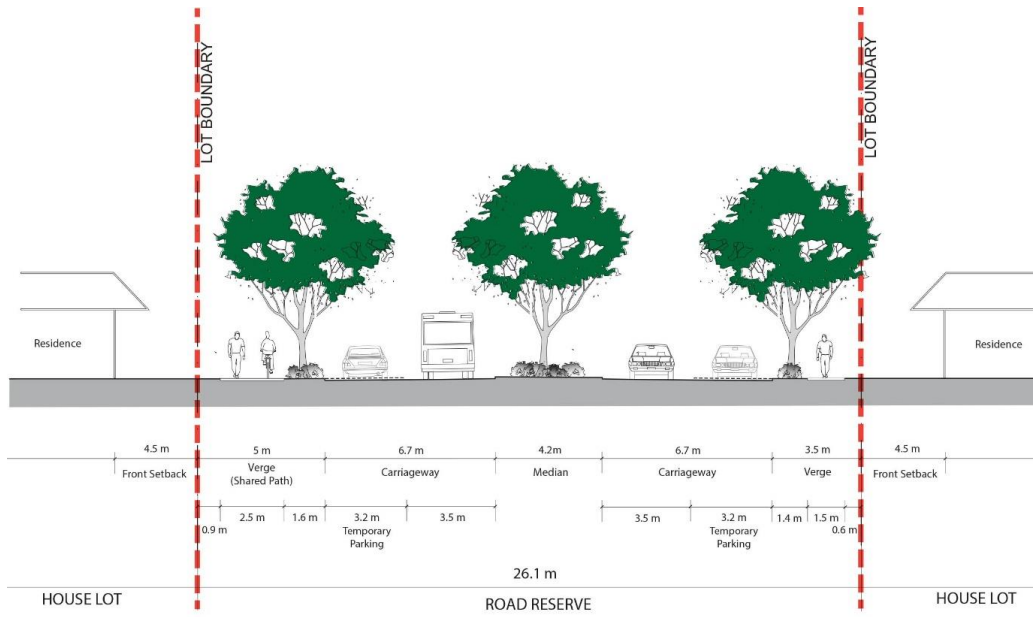 LOT BOUNDARY
LOT BOUNDARY
Residence
Residence
4.5 m
5 m
6.7 m
4.2m
6.7 m
3.5 m
4.5 m
Front Setback
Verge
(Shared Path)
Carriageway
Median
Carriageway
Verge
Front Setback
0.9 m
2.5 m
1.6 m
3.2 m
Temporary
Parking
3.5 m
3.5 m
3.2 m
Temporary
Parking
1.4 m
1.5 m
0.6 m
26.1 m
HOUSE LOT
ROAD RESERVE
HOUSE LOT